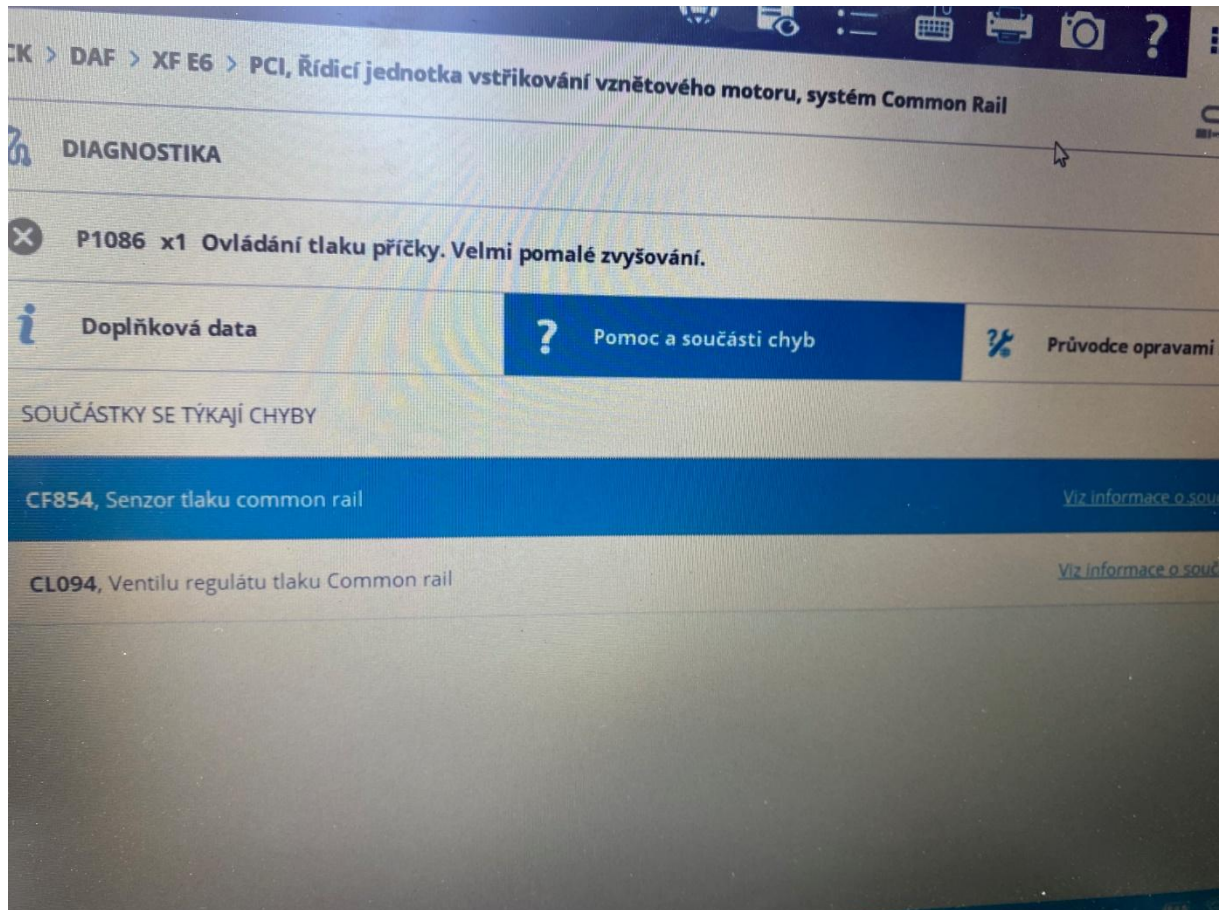 CK > DAF > XF E6 > PCI, Řídicí jednotka vstřikování vznětového motoru, systém Common Rail
DIAGNOSTIKA
P1086 x1 Ovládání tlaku příčky. Velmi pomalé zvyšování.
i Doplňková data
? Pomoc a součásti chyb
Průvodce opravami
SOUČÁSTKY SE TÝKAJÍ CHYBY
CF854, Senzor tlaku common rail
Viz informace o sou
CL094, Ventilu regulátu tlaku Common rail
Viz informace o souč